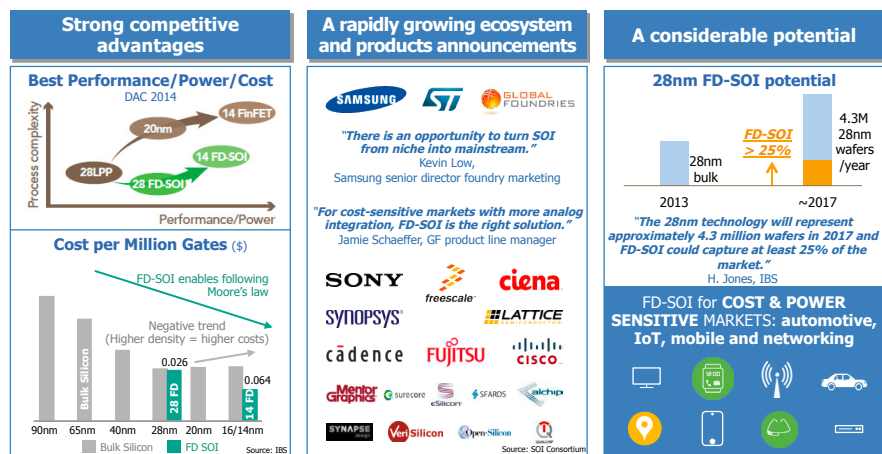 Strong competitive
advantages
Best Performance/Power/Cost
DAC 2014
Process complexity
14 FinFET
20nm
14 FD-SOI
28LPP
28 FD-SOI
Performance/Power
Cost per Million Gates ($)
FD-SOI enables following
Moore's law
Negative trend
(Higher density = higher costs)
Bulk Silicon
0.026
28 FD
0.064
14 FD
90nm 65nm 40nm 28nm 20nm 16/14nm
Bulk Silicon FD SOI
Source: IBS
A rapidly growing ecosystem
and products announcements
SAMSUNG ST GLOBAL
FOUNDRIES
"There is an opportunity to turn SOI
from niche into mainstream."
Kevin Low,
Samsung senior director foundry marketing
"For cost-sensitive markets with more analog
integration, FD-SOI is the right solution."
Jamie Schaeffer, GF product line manager
SONY freescale ciena
SYNOPSYS LATTICE
SEMICONDUCTOR
cādence FUJITSU CISCO
Mentor
Graphics surecore eSilicon SFARDS alchip
SYNAPSE VeriSilicon Open-Silicon
Source: SOI Consortium
A considerable potential
28nm FD-SOI potential
28nm
bulk
FD-SOI
> 25%
4.3M
28nm
wafers
/year
2013 ~2017
"The 28nm technology will represent
approximately 4.3 million wafers in 2017 and
FD-SOI could capture at least 25% of the
market."
H. Jones, IBS
FD-SOI for COST & POWER
SENSITIVE MARKETS: automotive,
IoT, mobile and networking